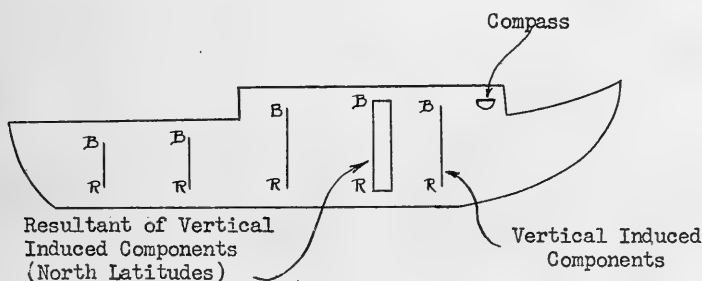 Compass
B
B
B
B
B
R
R
R
R
R
Resultant of Vertical
Induced Components
(North Latitudes)
Vertical Induced
Components